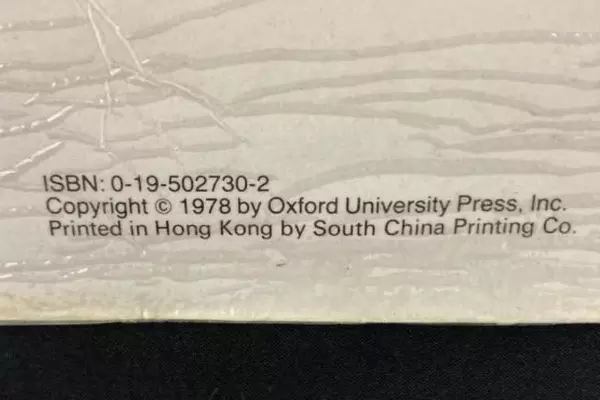 ISBN: 0-19-502730-2
Copyright © 1978 by Oxford University Press, Inc.
Printed in Hong Kong by South China Printing Co.